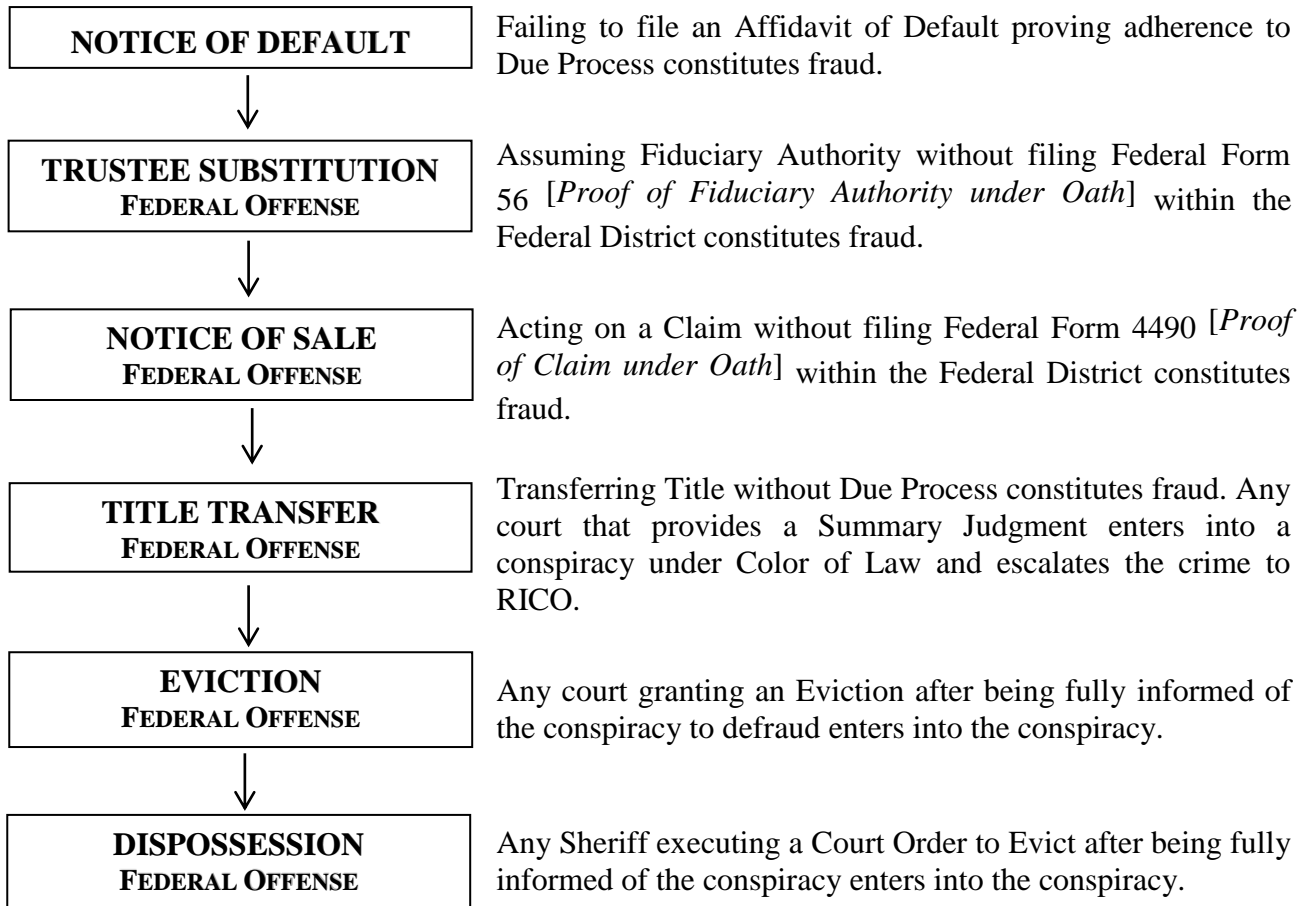 NOTICE OF DEFAULT
Failing to file an Affidavit of Default proving adherence to
Due Process constitutes fraud.
TRUSTEE SUBSTITUTION
FEDERAL OFFENSE
Assuming Fiduciary Authority without filing Federal Form
56 [Proof of Fiduciary Authority under Oath] within the
Federal District constitutes fraud.
NOTICE OF SALE
FEDERAL OFFENSE
Acting on a Claim without filing Federal Form 4490 [Proof
of Claim under Oath] within the Federal District constitutes
fraud.
TITLE TRANSFER
FEDERAL OFFENSE
Transferring Title without Due Process constitutes fraud. Any
court that provides a Summary Judgment enters into a
conspiracy under Color of Law and escalates the crime to
RICO.
EVICTION
FEDERAL OFFENSE
Any court granting an Eviction after being fully informed of
the conspiracy to defraud enters into the conspiracy.
DISPOSSESSION
FEDERAL OFFENSE
Any Sheriff executing a Court Order to Evict after being fully
informed of the conspiracy enters into the conspiracy.